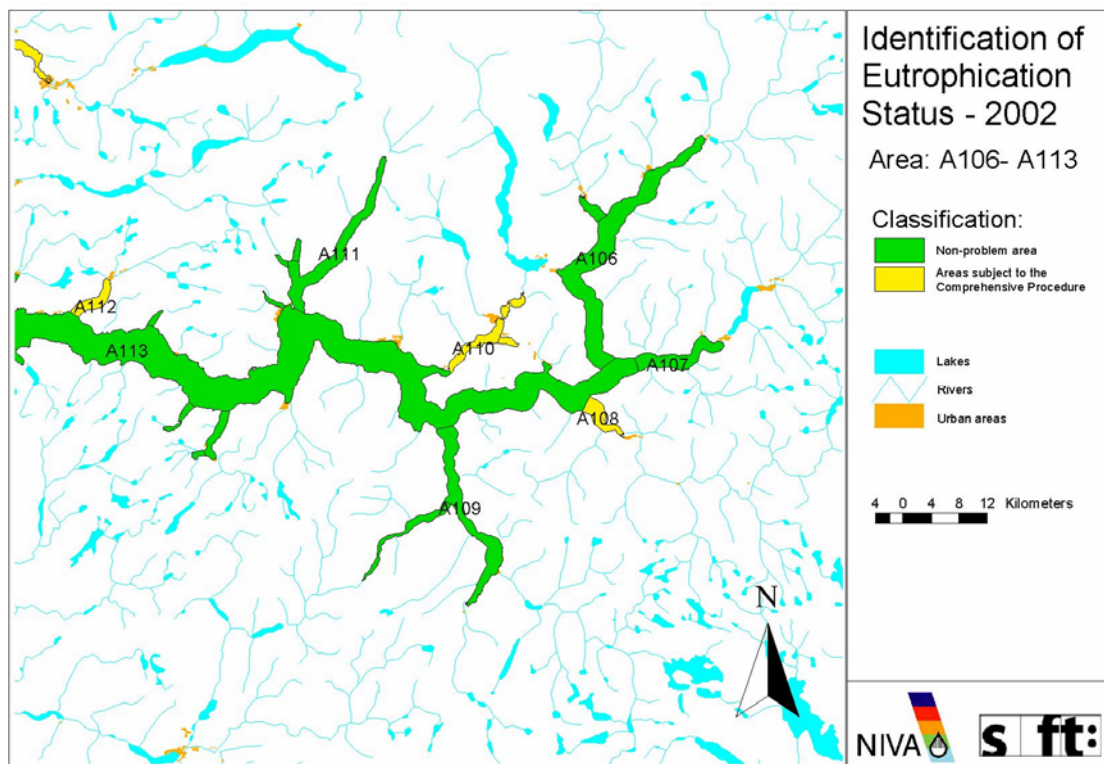 Identification of
Eutrophication
Status - 2002
Area: A106- A113
Classification:
Non-problem area
Areas subject to the
Comprehensive Procedure
Lakes
Rivers
Urban areas
4 0 4 8 12 Kilometers
A106
A111
A112
A113
A110
A107
A108
A109
N
NIVA
sft: